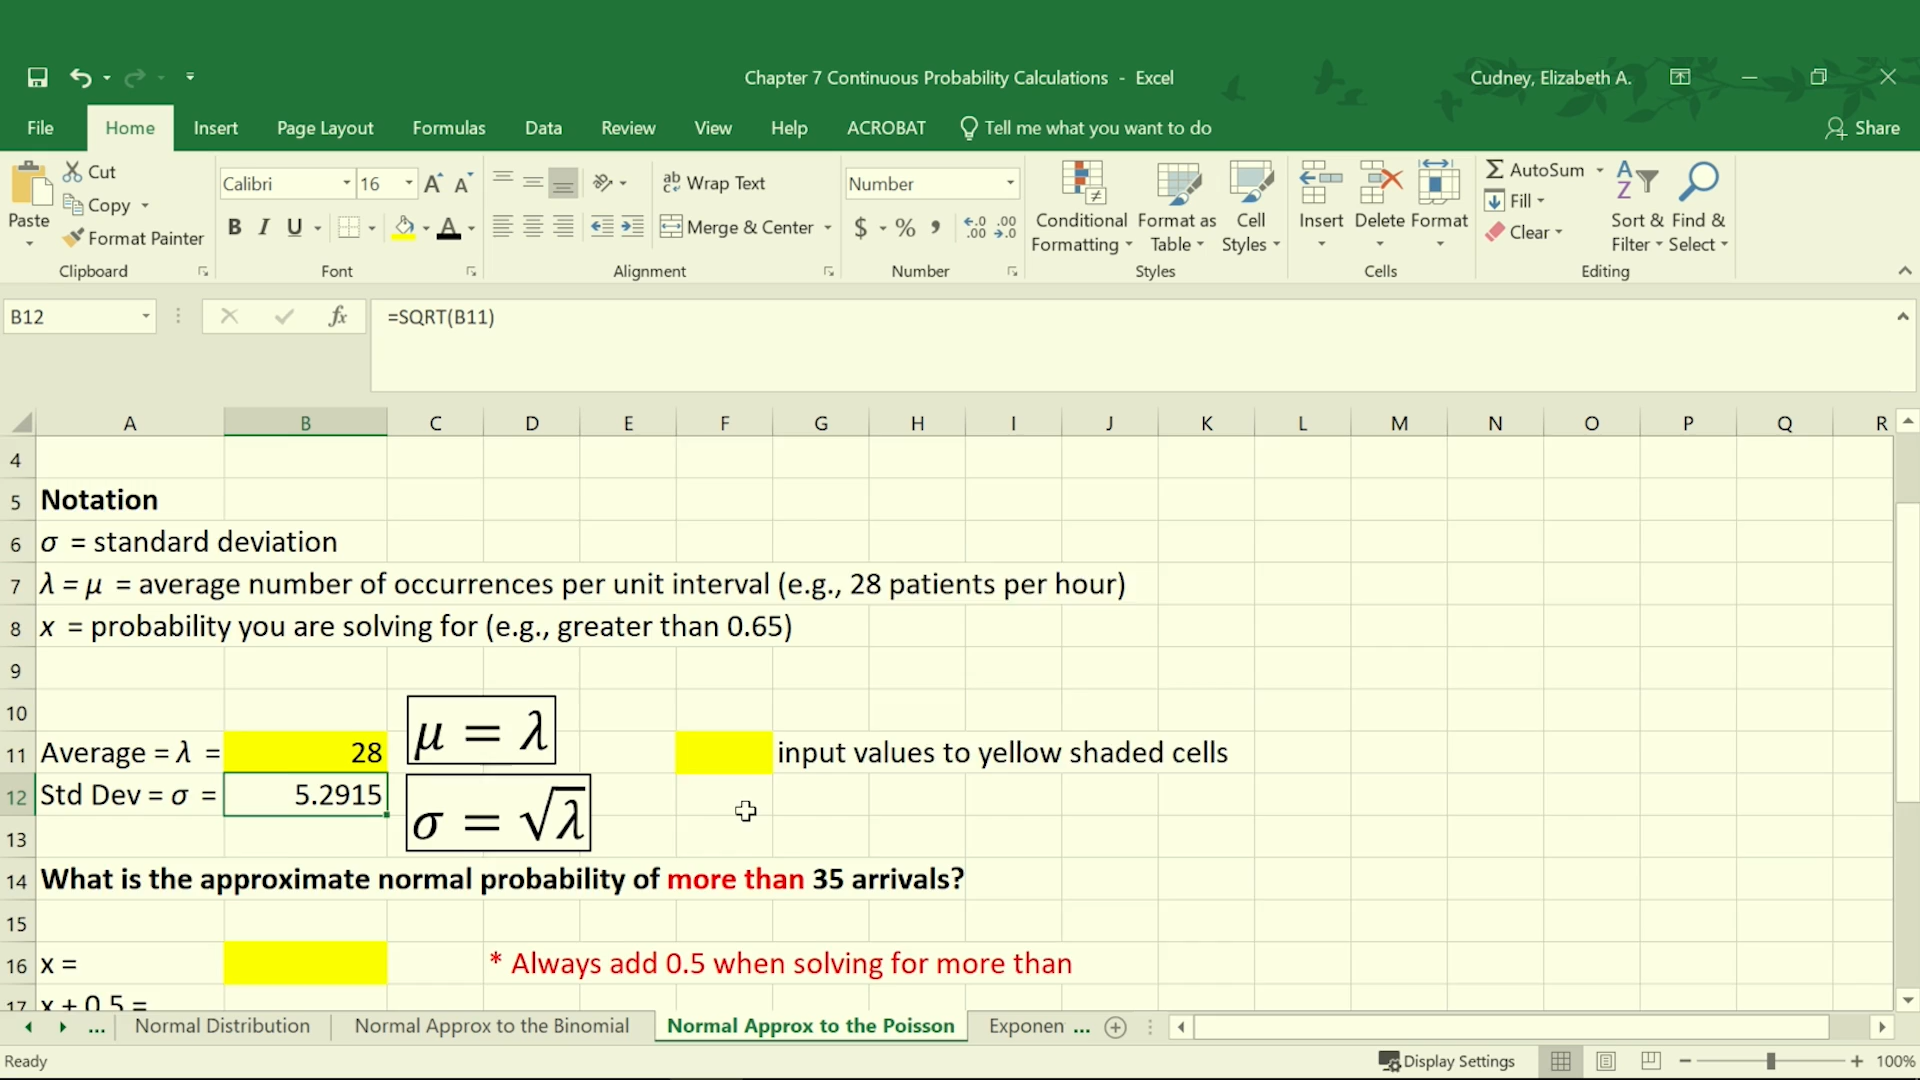 Chapter 7 Continuous Probability Calculations - Excel
Cudney, Elizabeth A.
File Home Insert Page Layout Formulas Data Review View Help ACROBAT Tell me what you want to do Share
Paste
Cut
Copy
Format Painter
Clipboard
Calibri 16
B I U
Font
Wrap Text
Merge & Center
Alignment
Number
$ % ,
Number
Conditional Formatting
Format as Table
Cell Styles
Styles
Insert Delete Format
Cells
AutoSum
Fill
Clear
Sort & Filter
Find & Select
Editing
B12 fx =SQRT(B11)
A B C D E F G H I J K L M N O P Q R
4
5 Notation
6 σ = standard deviation
7 λ = μ = average number of occurrences per unit interval (e.g., 28 patients per hour)
8 x = probability you are solving for (e.g., greater than 0.65)
9
10
μ = λ
11 Average = λ = 28 input values to yellow shaded cells
12 Std Dev = σ = 5.2915
σ = √λ
13
14 What is the approximate normal probability of more than 35 arrivals?
15
16 x = * Always add 0.5 when solving for more than
17 x + 0.5 =
... Normal Distribution Normal Approx to the Binomial Normal Approx to the Poisson Exponen ...
Ready Display Settings 100%